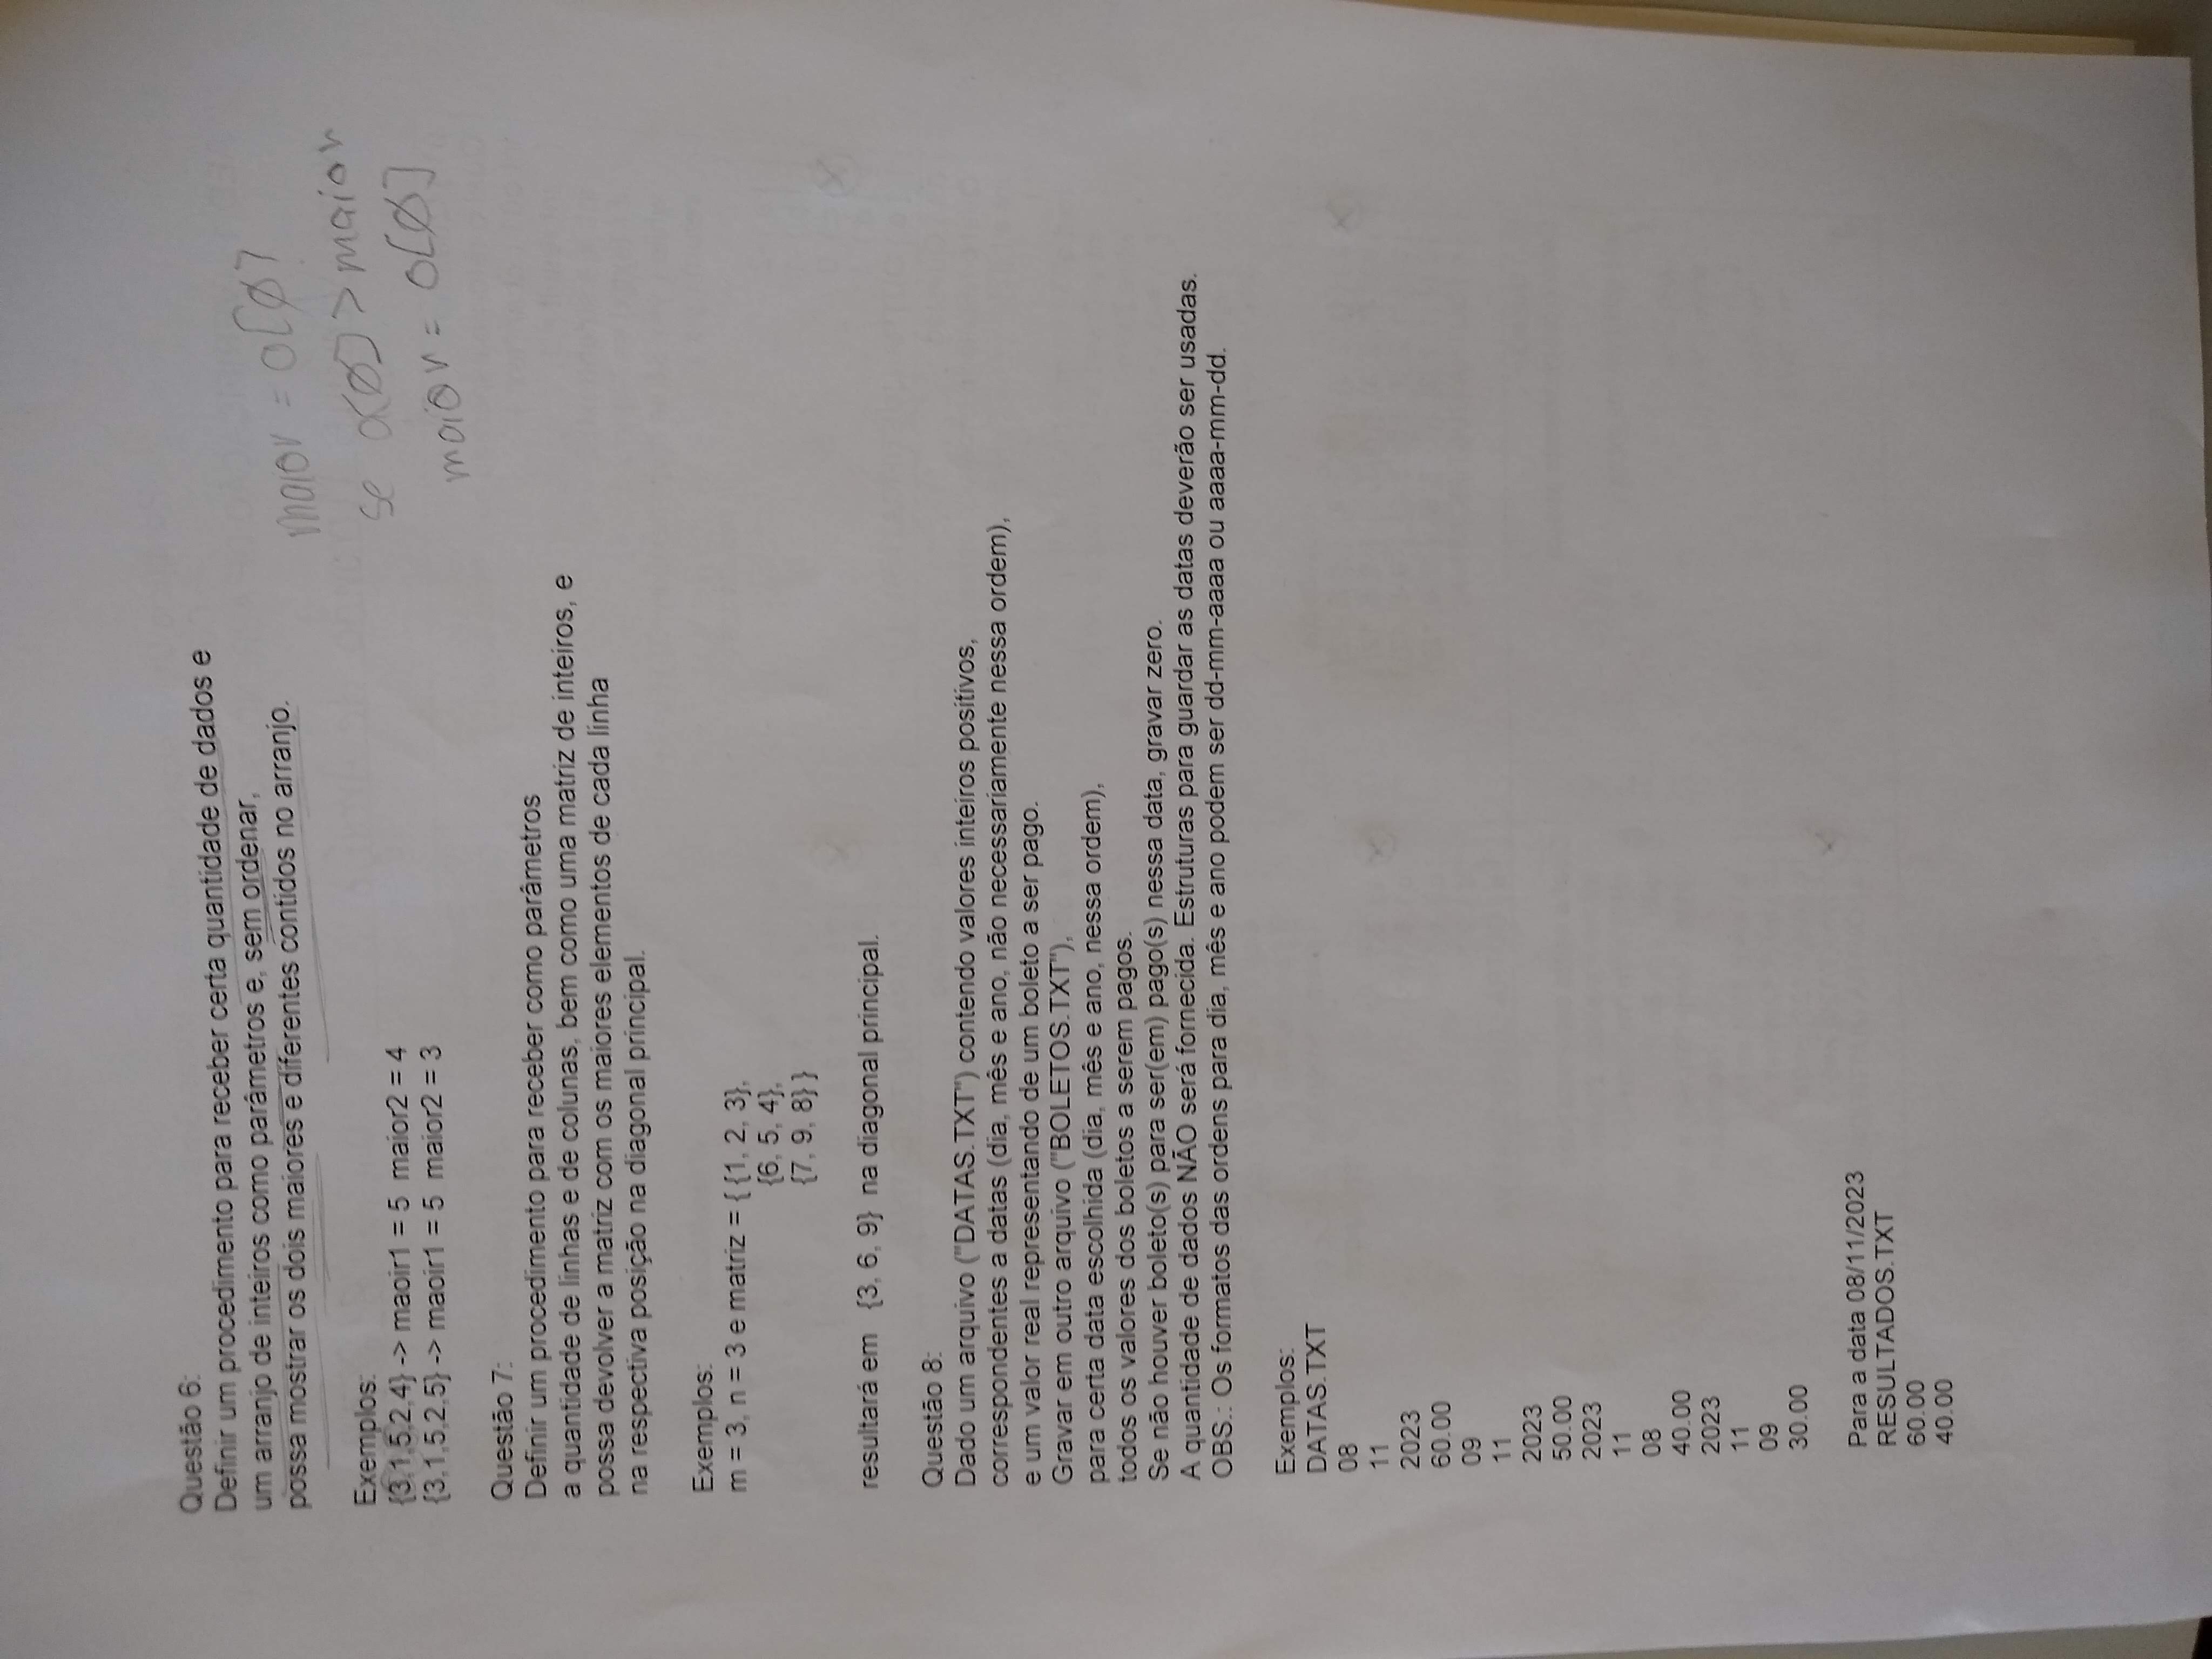 Questão 6:
Definir um procedimento para receber certa quantidade de dados e
um arranjo de inteiros como parâmetros e, sem ordenar,
possa mostrar os dois maiores e diferentes contidos no arranjo.
maior = a[0]
se a[0] > maior
maior = a[0]
Exemplos:
{3,1,5,2,4} -> maoir1 = 5 maior2 = 4
{3,1,5,2,5} -> maoir1 = 5 maior2 = 3
Questão 7:
Definir um procedimento para receber como parâmetros
a quantidade de linhas e de colunas, bem como uma matriz de inteiros, e
possa devolver a matriz com os maiores elementos de cada linha
na respectiva posição na diagonal principal.
Exemplos:
m = 3, n = 3 e matriz = { {1, 2, 3},
{6, 5, 4},
{7, 9, 8} }
resultará em {3, 6, 9} na diagonal principal.
Questão 8:
Dado um arquivo ("DATAS.TXT") contendo valores inteiros positivos,
correspondentes a datas (dia, mês e ano, não necessariamente nessa ordem),
e um valor real representando de um boleto a ser pago.
Gravar em outro arquivo ("BOLETOS.TXT"),
para certa data escolhida (dia, mês e ano, nessa ordem),
todos os valores dos boletos a serem pagos.
Se não houver boleto(s) para ser(em) pago(s) nessa data, gravar zero.
A quantidade de dados NÃO será fornecida. Estruturas para guardar as datas deverão ser usadas.
OBS.: Os formatos das ordens para dia, mês e ano podem ser dd-mm-aaaa ou aaaa-mm-dd.
Exemplos:
DATAS.TXT
08
11
2023
60.00
09
11
2023
50.00
2023
11
08
40.00
2023
11
09
30.00
Para a data 08/11/2023
RESULTADOS.TXT
60.00
40.00